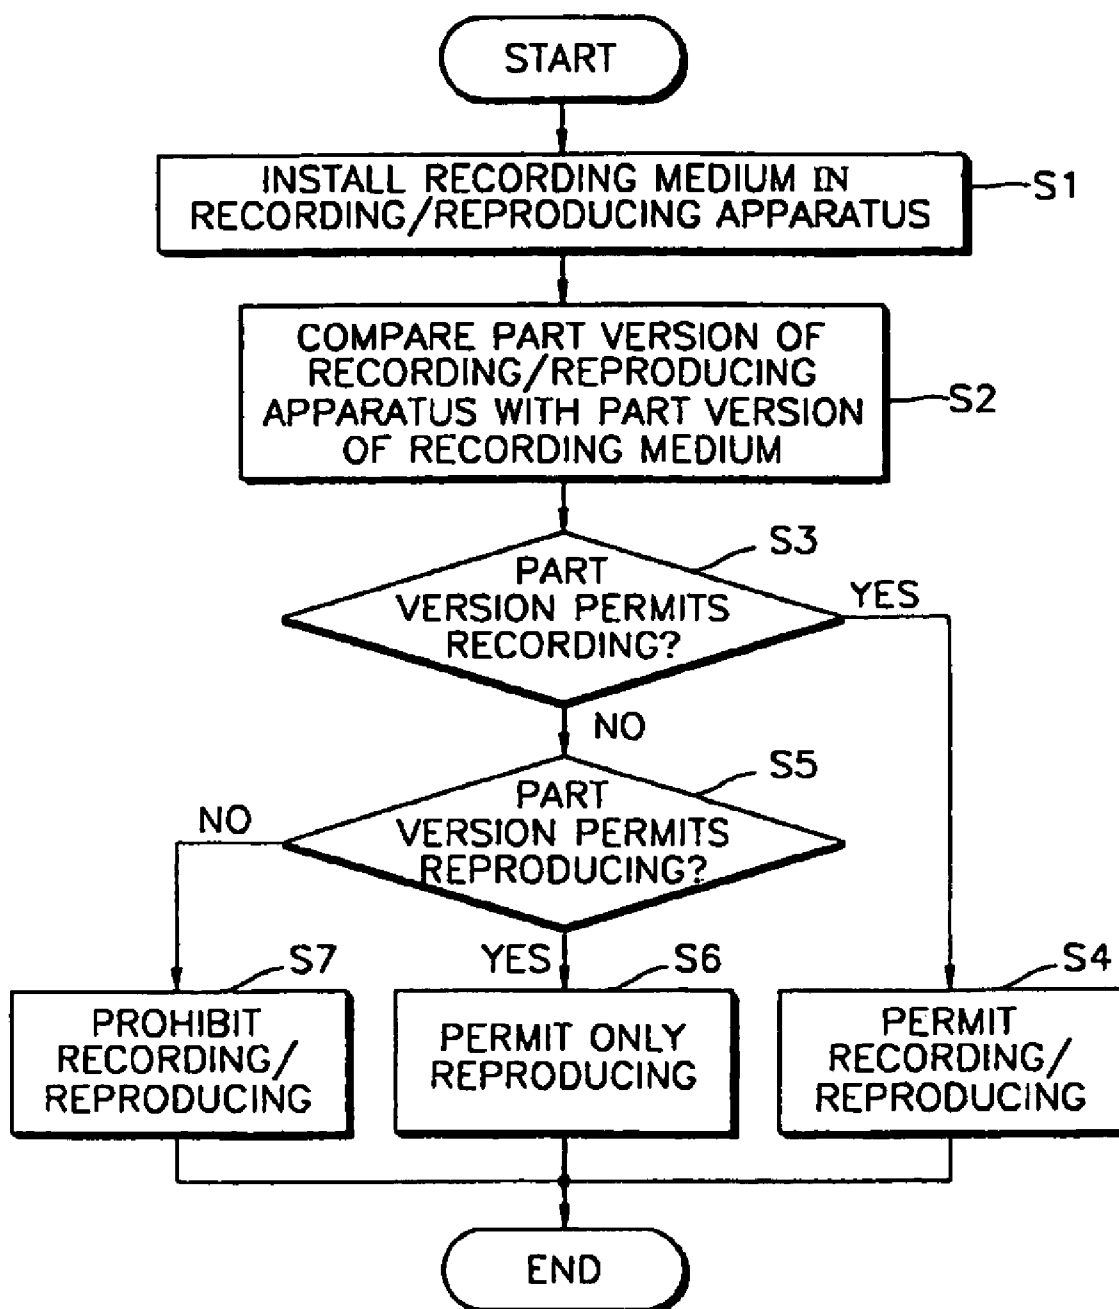 START
INSTALL RECORDING MEDIUM IN
RECORDING/REPRODUCING APPARATUS
S1
COMPARE PART VERSION OF
RECORDING/REPRODUCING
APPARATUS WITH PART VERSION
OF RECORDING MEDIUM
S2
S3
PART
VERSION PERMITS
RECORDING?
YES
NO
S5
PART
VERSION PERMITS
REPRODUCING?
NO
YES
S7
PROHIBIT
RECORDING/
REPRODUCING
S6
PERMIT ONLY
REPRODUCING
S4
PERMIT
RECORDING/
REPRODUCING
END